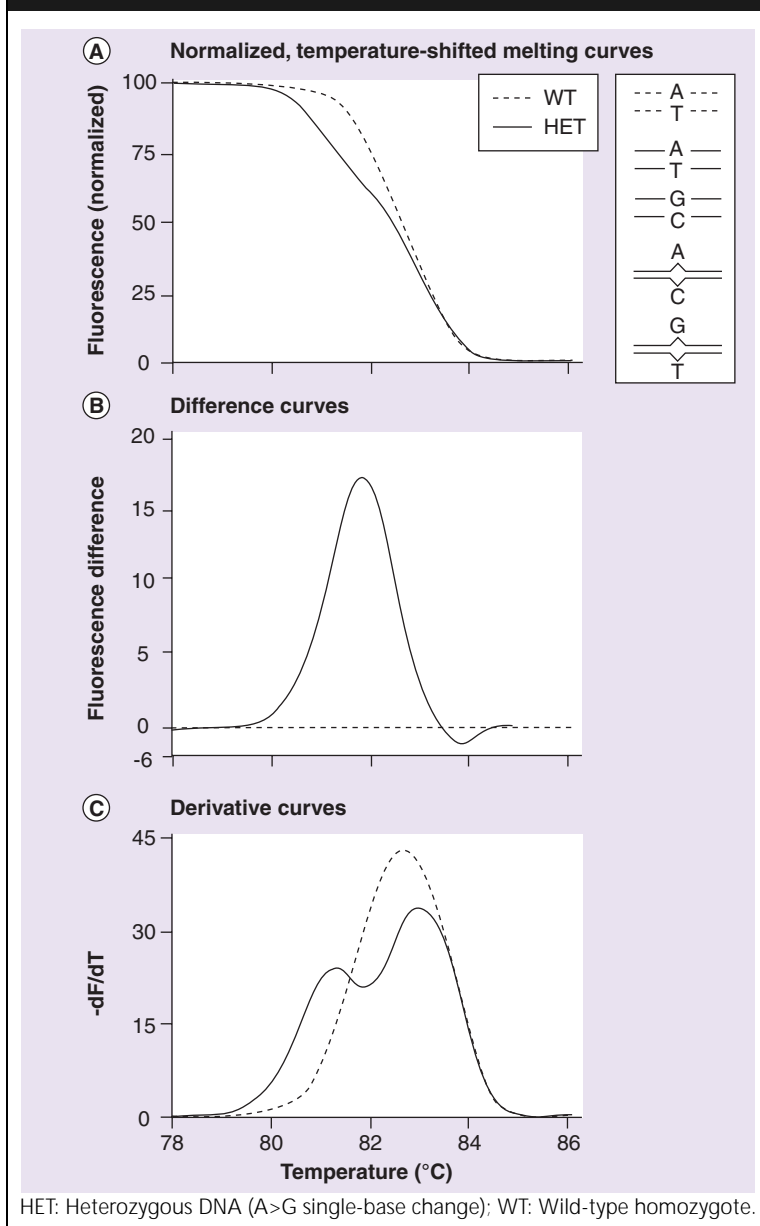 A Normalized, temperature-shifted melting curves
Fluorescence (normalized)
100
75
50
25
0
WT
HET
A
T
A
T
G
C
A
C
G
T
B Difference curves
Fluorescence difference
20
15
10
5
0
-6
C Derivative curves
-dF/dT
45
30
15
0
78 80 82 84 86
Temperature (°C)
HET: Heterozygous DNA (A>G single-base change); WT: Wild-type homozygote.